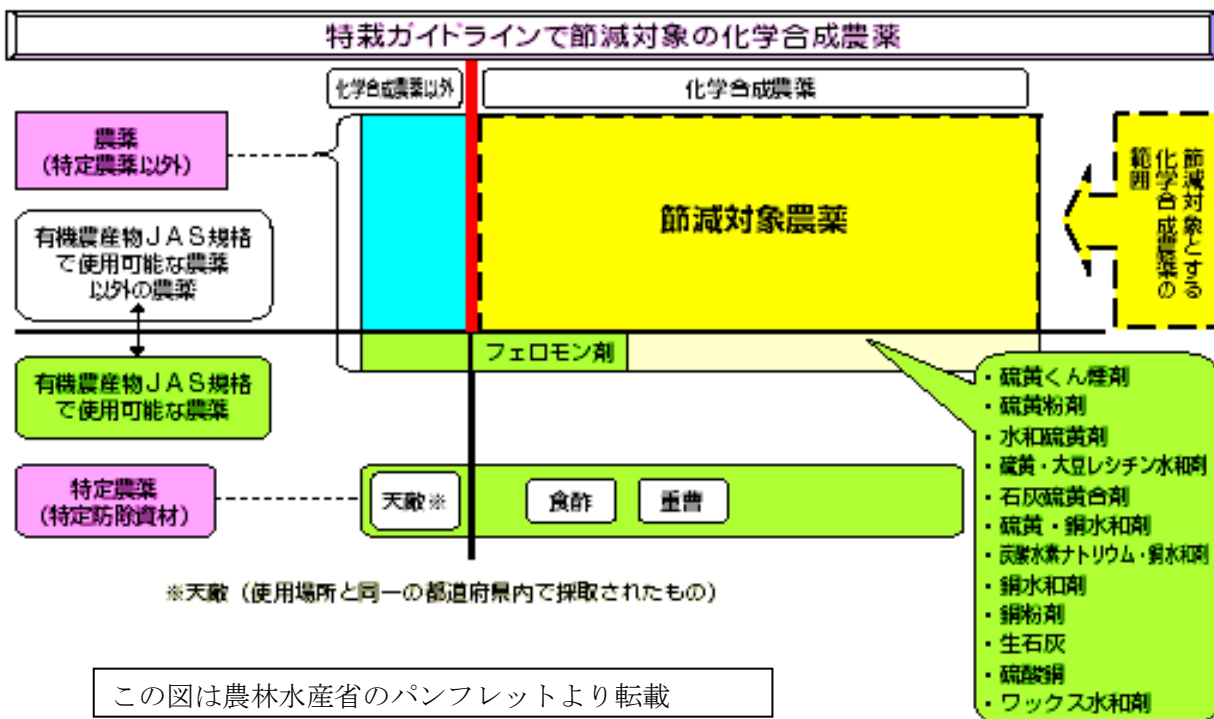 特栽ガイドラインで節減対象の化学合成農薬
化学合成農薬以外
化学合成農薬
農薬
(特定農薬以外)
節減対象農薬
節減対象とする
化学合成農薬の
範囲
有機農産物ＪＡＳ規格
で使用可能な農薬
以外の農薬
フェロモン剤
有機農産物ＪＡＳ規格
で使用可能な農薬
・硫黄くん煙剤
・硫黄粉剤
・水和硫黄剤
・硫黄・大豆レシチン水和剤
・石灰硫黄合剤
・硫黄・銅水和剤
・炭酸水素ナトリウム・銅水和剤
・銅水和剤
・銅粉剤
・生石灰
・硫酸銅
・ワックス水和剤
特定農薬
(特定防除資材)
天敵※
食酢
重曹
※天敵（使用場所と同一の都道府県内で採取されたもの）
この図は農林水産省のパンフレットより転載